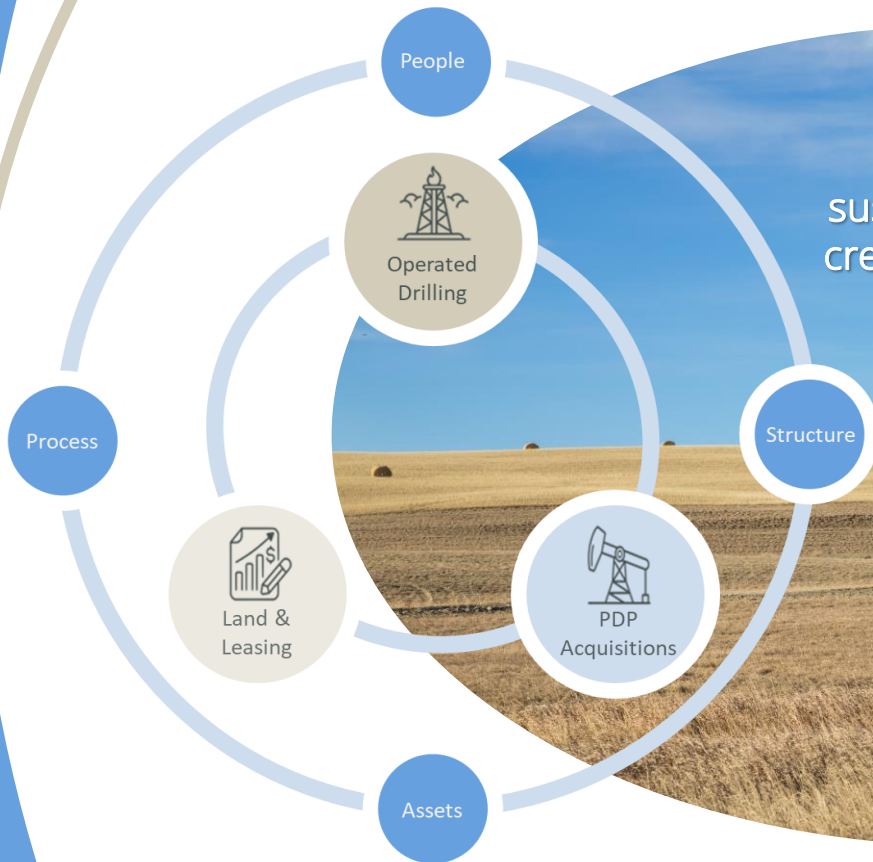 People
Operated
Drilling
Process
Structure
Land &
Leasing
PDP
Acquisitions
Assets